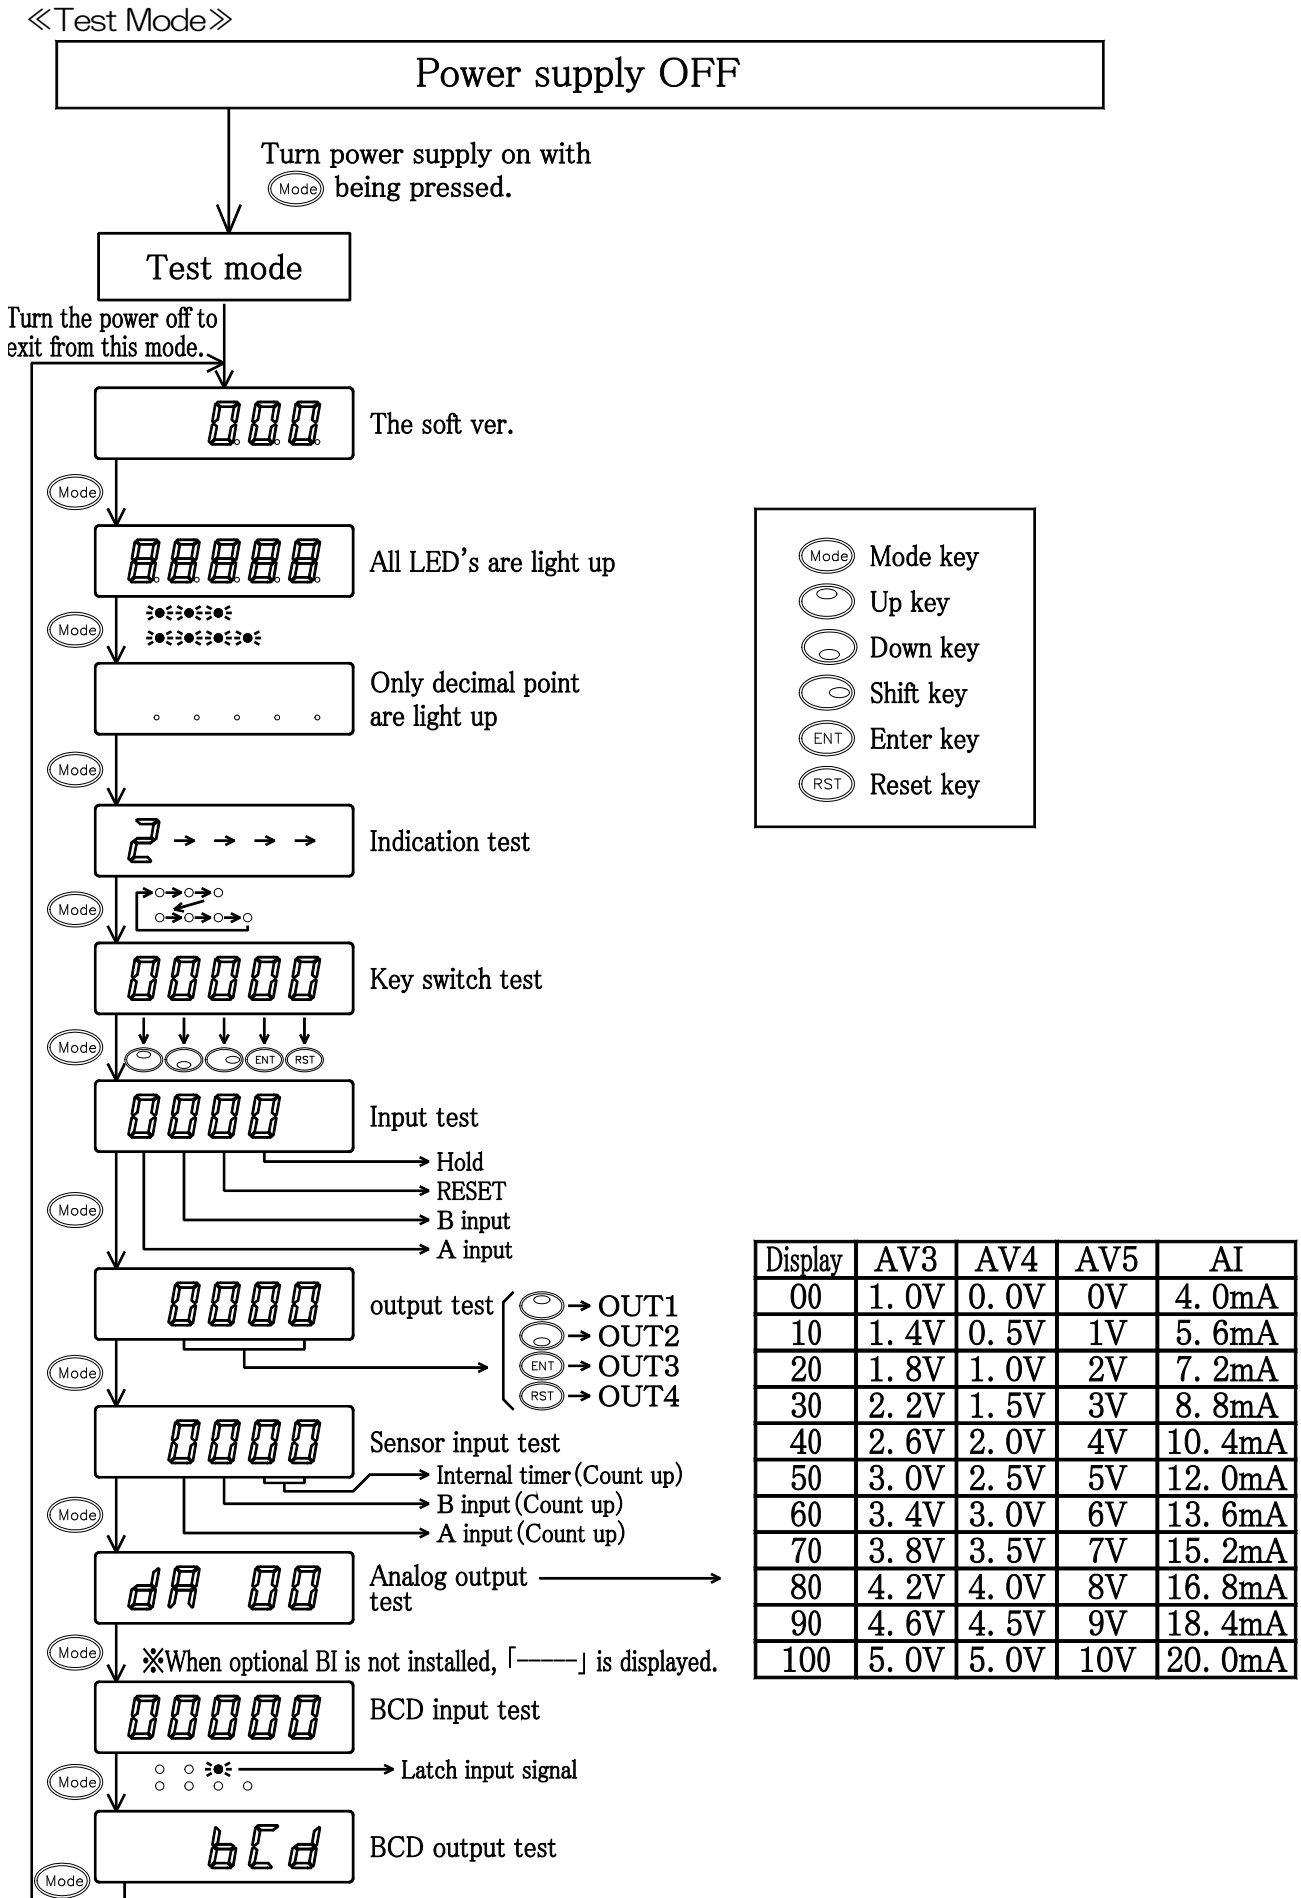 ≪Test Mode≫
Power supply OFF
Turn power supply on with
Mode being pressed.
Test mode
Turn the power off to
exit from this mode.
000
The soft ver.
Mode
88888
All LED's are light up
Mode
Only decimal point
are light up
Mode
2 → → → →
Indication test
Mode
00000
Key switch test
Mode
ENT RST
0000
Input test
Hold
RESET
B input
A input
Mode
0000
output test
→ OUT1
→ OUT2
ENT → OUT3
RST → OUT4
Mode
0000
Sensor input test
Internal timer(Count up)
B input(Count up)
A input(Count up)
Mode
dA 00
Analog output
test
Mode
※When optional BI is not installed, 「-----」 is displayed.
00000
BCD input test
Mode
Latch input signal
bCd
BCD output test
Mode
Mode Mode key
Up key
Down key
Shift key
ENT Enter key
RST Reset key
Display AV3 AV4 AV5 AI
00 1. 0V 0. 0V 0V 4. 0mA
10 1. 4V 0. 5V 1V 5. 6mA
20 1. 8V 1. 0V 2V 7. 2mA
30 2. 2V 1. 5V 3V 8. 8mA
40 2. 6V 2. 0V 4V 10. 4mA
50 3. 0V 2. 5V 5V 12. 0mA
60 3. 4V 3. 0V 6V 13. 6mA
70 3. 8V 3. 5V 7V 15. 2mA
80 4. 2V 4. 0V 8V 16. 8mA
90 4. 6V 4. 5V 9V 18. 4mA
100 5. 0V 5. 0V 10V 20. 0mA